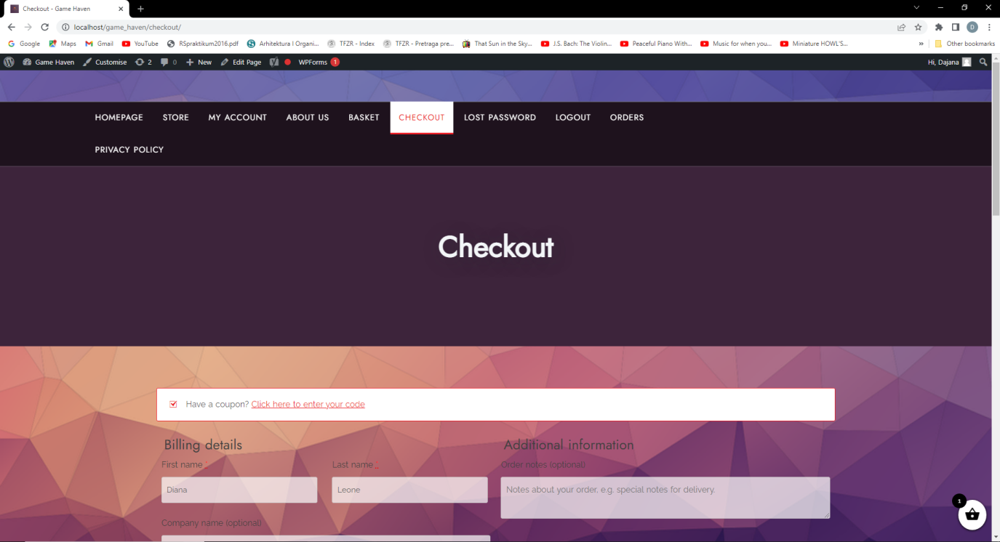 Checkout - Game Haven
localhost/game_haven/checkout/
D
Google Maps Gmail YouTube RSpraktikum2016.pdf Arhitektura I Organi... TFZR - Index TFZR - Pretraga pre... That Sun in the Sky... J.S. Bach: The Violin... Peaceful Piano With... Music for when you... Miniature HOWL'S... » Other bookmarks
Game Haven Customise 2 0 New Edit Page WPForms 1 Hi, Dajana
HOMEPAGE STORE MY ACCOUNT ABOUT US BASKET CHECKOUT LOST PASSWORD LOGOUT ORDERS
PRIVACY POLICY
Checkout
Have a coupon? Click here to enter your code
Billing details Additional information
First name * Last name * Order notes (optional)
Diana Leone Notes about your order, e.g. special notes for delivery.
1
Company name (optional)